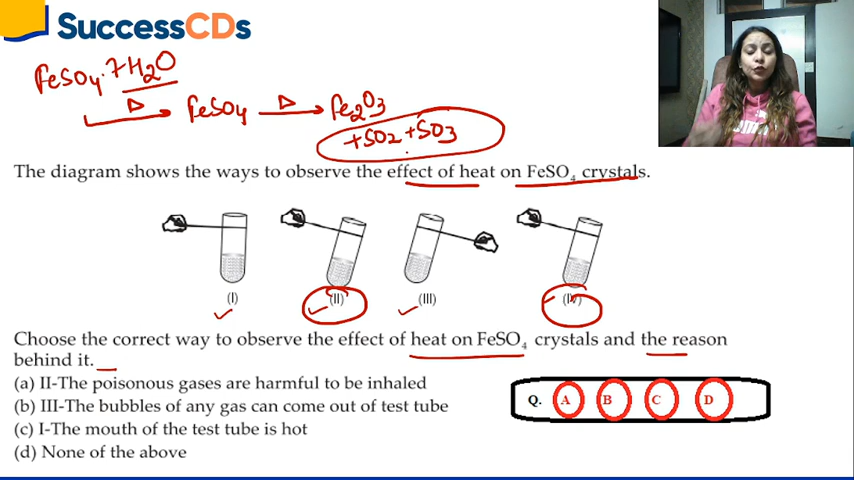 SuccessCDs
FeSO4·7H2O
Δ FeSO4 Δ Fe2O3
+SO2+SO3
The diagram shows the ways to observe the effect of heat on FeSO₄ crystals.
(I) (II) (III) (IV)
Choose the correct way to observe the effect of heat on FeSO₄ crystals and the reason
behind it.
(a) II-The poisonous gases are harmful to be inhaled
(b) III-The bubbles of any gas can come out of test tube
(c) I-The mouth of the test tube is hot
(d) None of the above
Q. A B C D